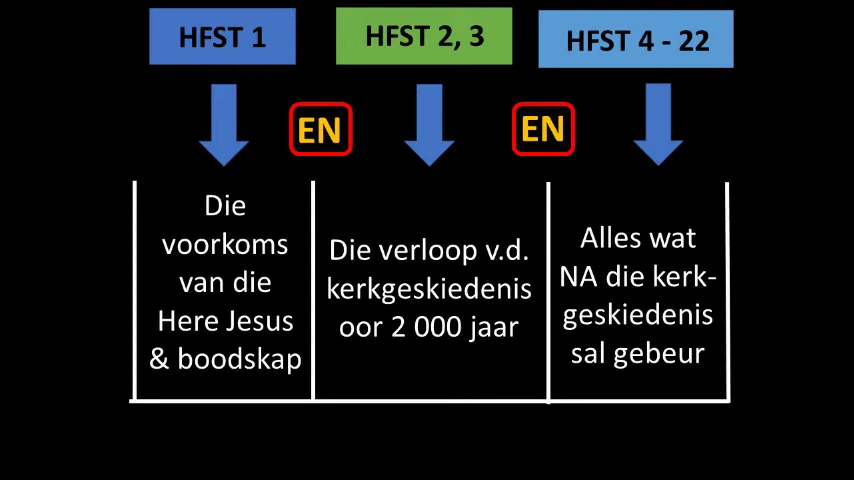 HFST 1
HFST 2, 3
HFST 4 - 22
EN
EN
Die
voorkoms
van die
Here Jesus
& boodskap
Die verloop v.d.
kerkgeskiedenis
oor 2 000 jaar
Alles wat
NA die kerk-
geskiedenis
sal gebeur